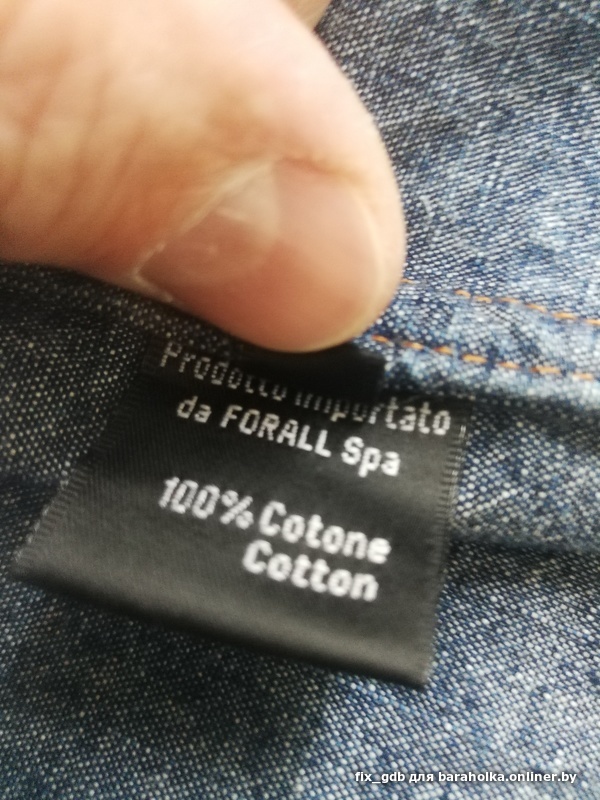 Prodotto importato
da FORALL Spa
100% Cotone
Cotton
fix_gdb для baraholka.onliner.by